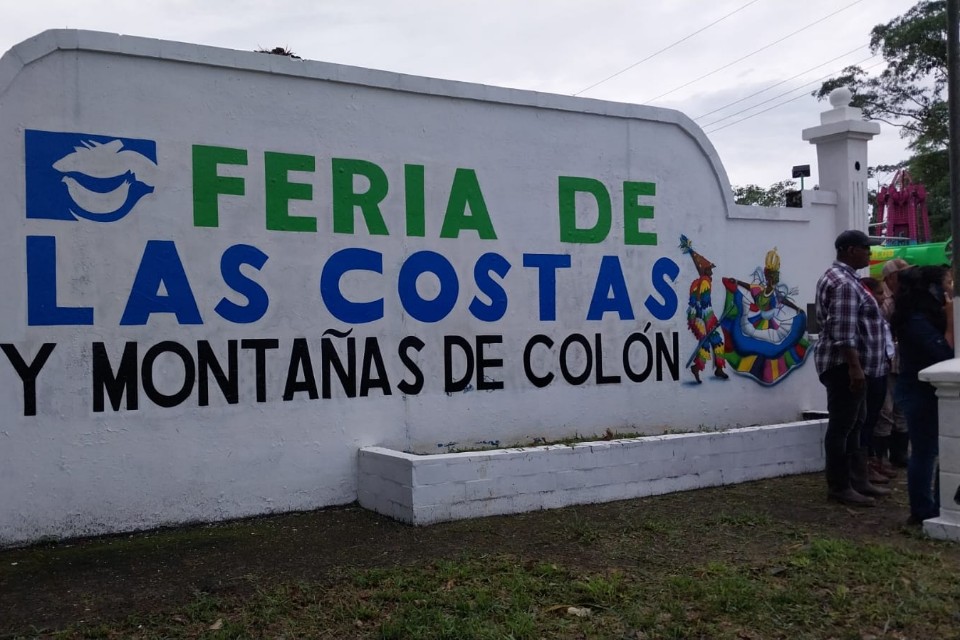 FERIA DE
LAS COSTAS
Y MONTAÑAS DE COLÓN